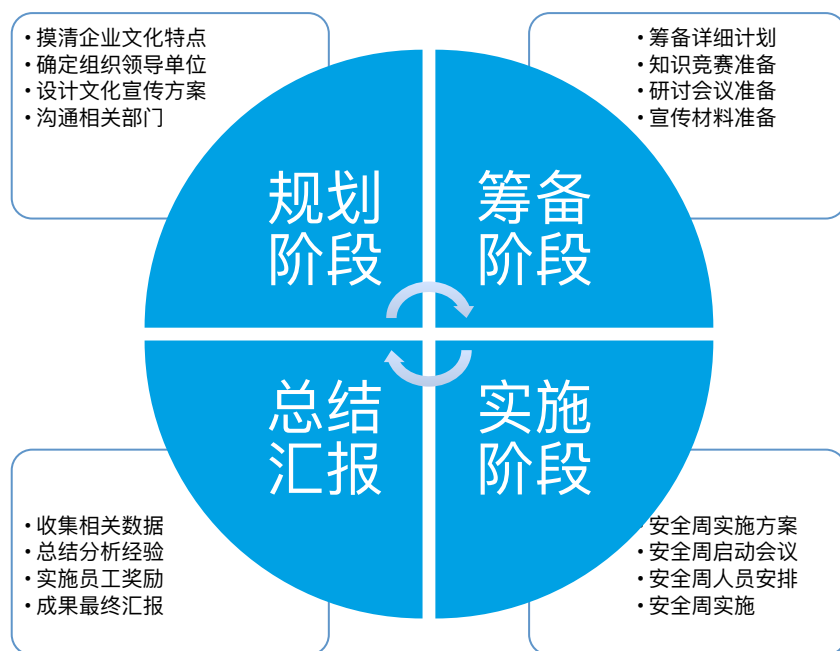 • 摸清企业文化特点
• 确定组织领导单位
• 设计文化宣传方案
• 沟通相关部门
• 筹备详细计划
• 知识竞赛准备
• 研讨会议准备
• 宣传材料准备
规划
阶段
筹备
阶段
总结
汇报
实施
阶段
• 收集相关数据
• 总结分析经验
• 实施员工奖励
• 成果最终汇报
• 安全周实施方案
• 安全周启动会议
• 安全周人员安排
• 安全周实施